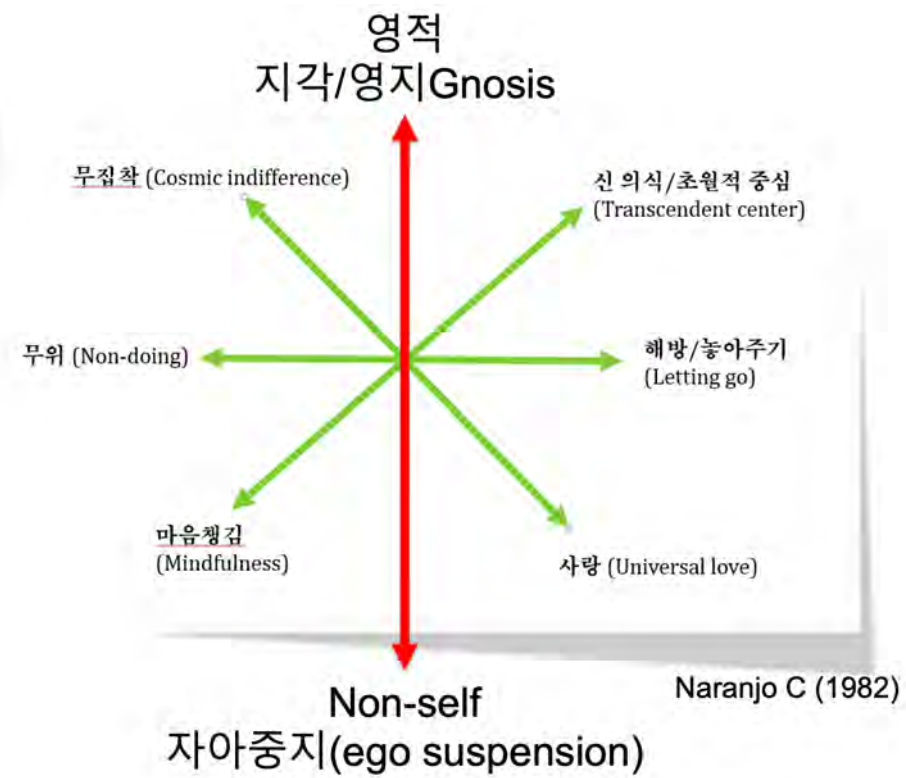 영적
지각/영지Gnosis
무집착 (Cosmic indifference)
신 의식/초월적 중심
(Transcendent center)
무위 (Non-doing)
해방/놓아주기
(Letting go)
마음챙김
(Mindfulness)
사랑 (Universal love)
Naranjo C (1982)
Non-self
자아중지(ego suspension)